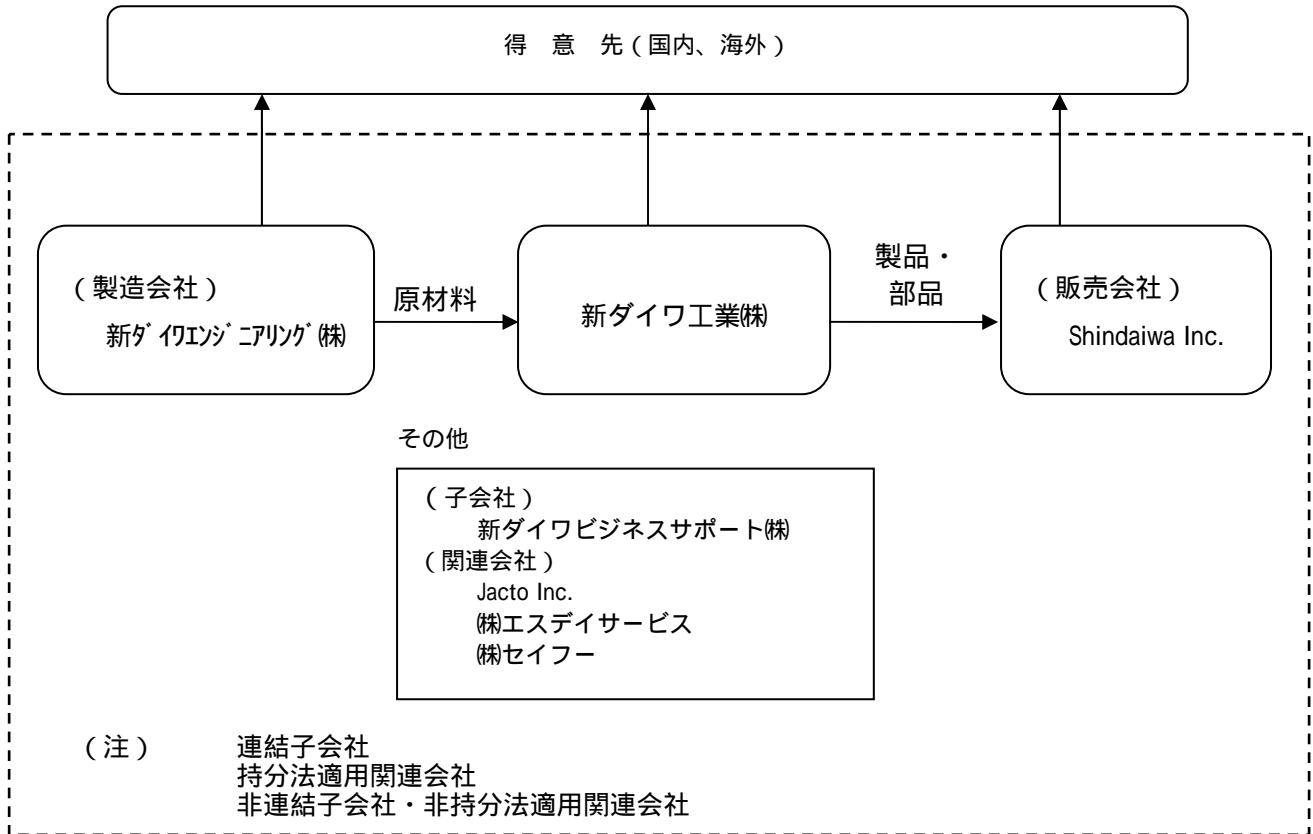 得　意　先（国内、海外）
（製造会社）
新ﾀﾞｲﾜｴﾝｼﾞﾆｱﾘﾝｸﾞ㈱
原材料
新ダイワ工業㈱
製品・
部品
（販売会社）
Shindaiwa Inc.
その他
（子会社）
新ダイワビジネスサポート㈱
（関連会社）
Jacto Inc.
㈱エスデイサービス
㈱セイフー
（注）　連結子会社
持分法適用関連会社
非連結子会社・非持分法適用関連会社